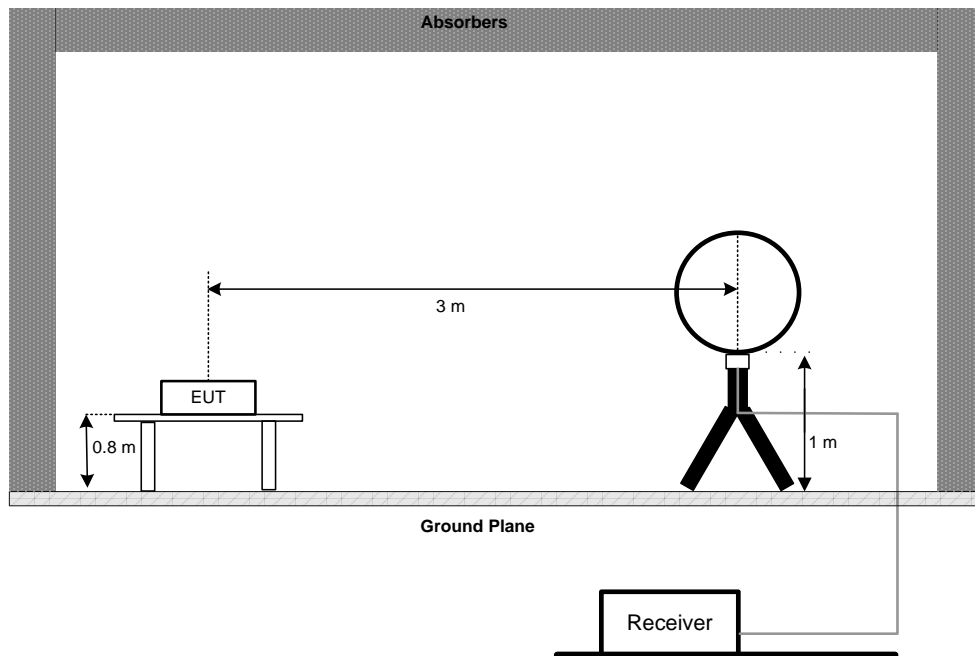 Absorbers
3 m
EUT
0.8 m
1 m
Ground Plane
Receiver